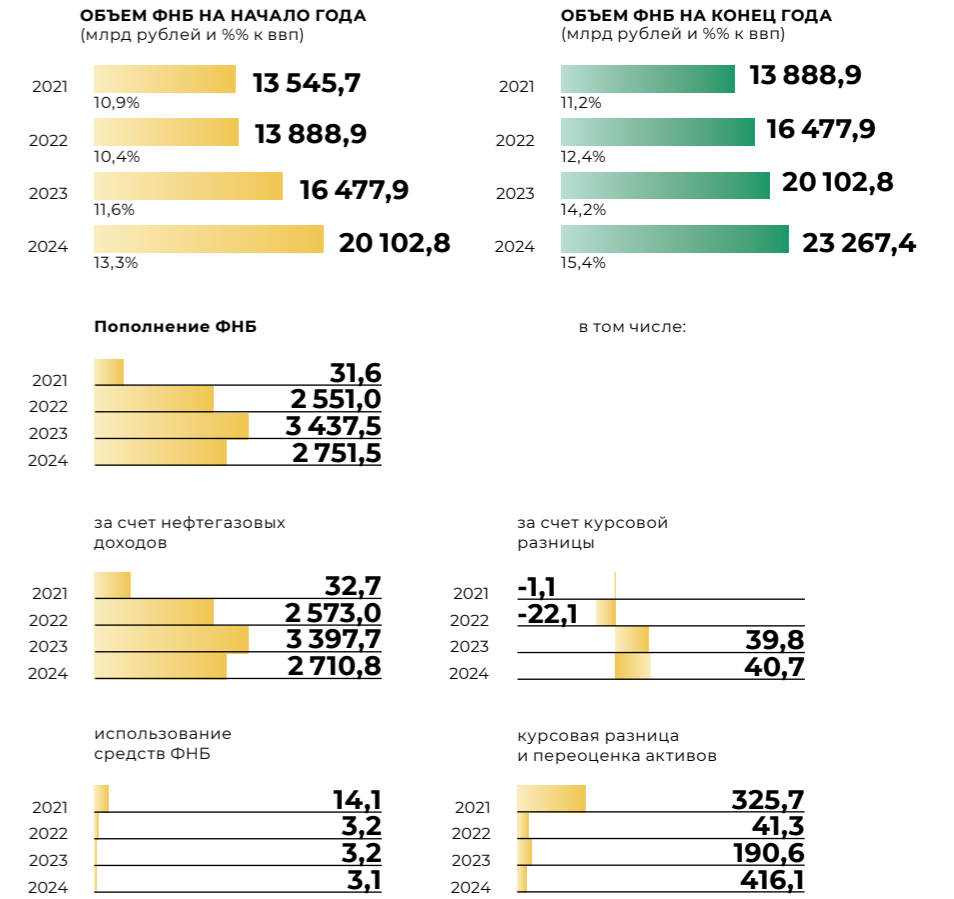 ОБЪЕМ ФНБ НА НАЧАЛО ГОДА
(млрд рублей и %% к ввп)
2021 13 545,7
10,9%
2022 13 888,9
10,4%
2023 16 477,9
11,6%
2024 20 102,8
13,3%
ОБЪЕМ ФНБ НА КОНЕЦ ГОДА
(млрд рублей и %% к ввп)
2021 13 888,9
11,2%
2022 16 477,9
12,4%
2023 20 102,8
14,2%
2024 23 267,4
15,4%
Пополнение ФНБ
2021 31,6
2022 2 551,0
2023 3 437,5
2024 2 751,5
в том числе:
за счет нефтегазовых
доходов
2021 32,7
2022 2 573,0
2023 3 397,7
2024 2 710,8
за счет курсовой
разницы
2021 -1,1
2022 -22,1
2023 39,8
2024 40,7
использование
средств ФНБ
2021 14,1
2022 3,2
2023 3,2
2024 3,1
курсовая разница
и переоценка активов
2021 325,7
2022 41,3
2023 190,6
2024 416,1